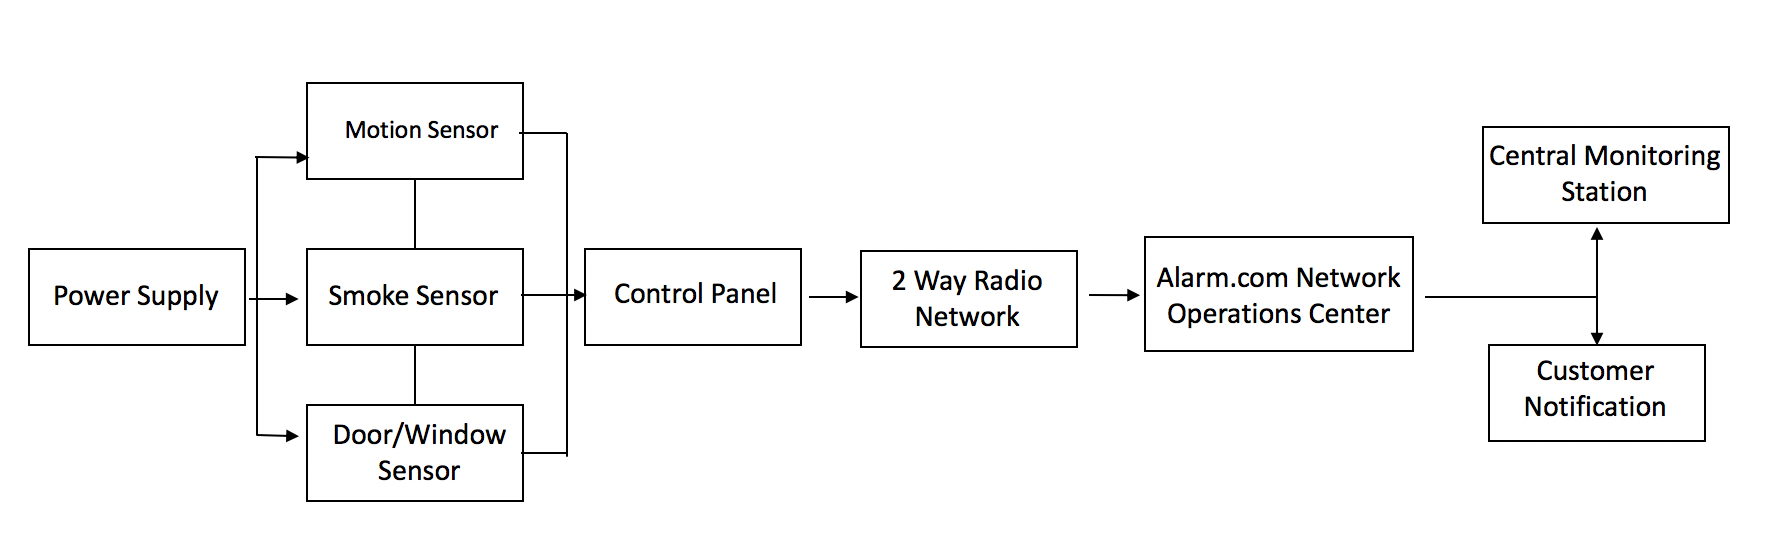 Motion Sensor
Power Supply
Smoke Sensor
Door/Window
Sensor
Control Panel
2 Way Radio
Network
Alarm.com Network
Operations Center
Central Monitoring
Station
Customer
Notification